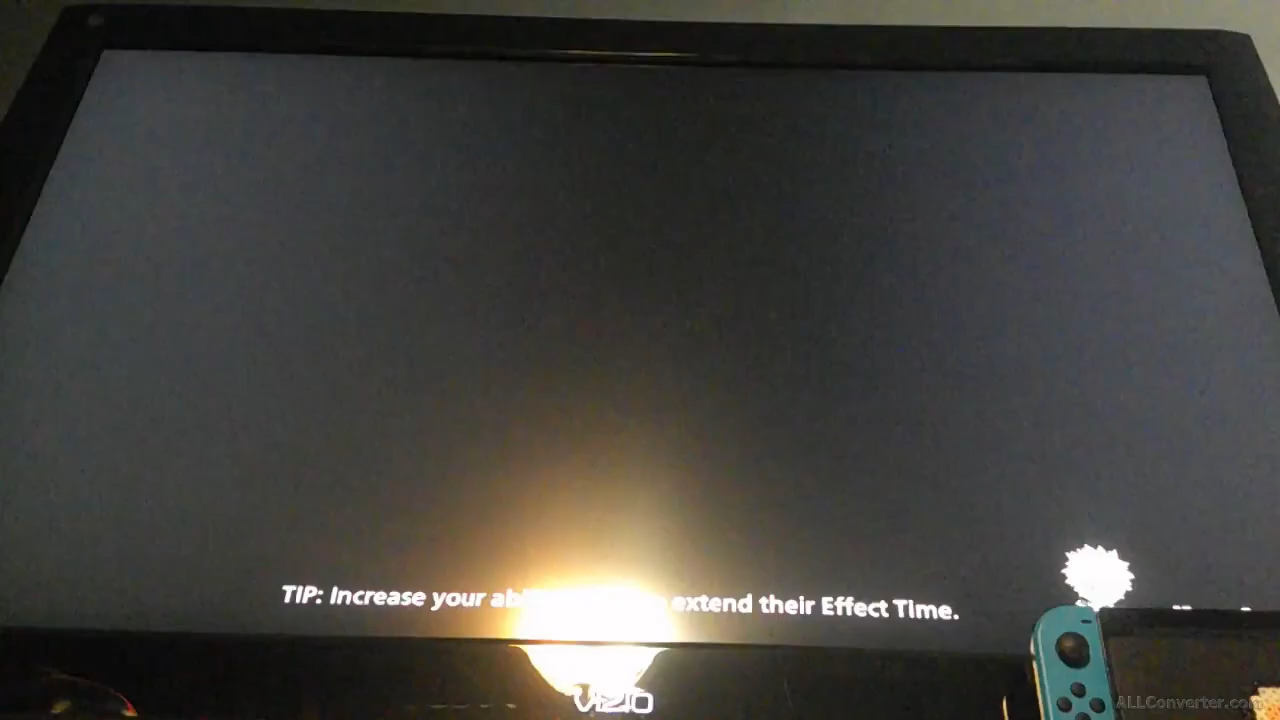 TIP: Increase your extend their Effect Time.
VIZIO
ALLConverter.com